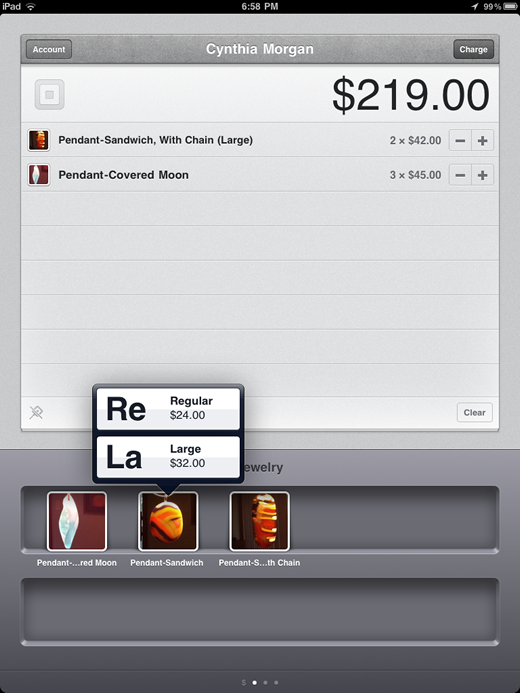 iPad 6:58 PM 99%
Account Cynthia Morgan Charge
$219.00
Pendant-Sandwich, With Chain (Large) 2 × $42.00
Pendant-Covered Moon 3 × $45.00
Re Regular $24.00
La Large $32.00
Clear
ewelry
Pendant-...red Moon Pendant-Sandwich Pendant-S...th Chain
$